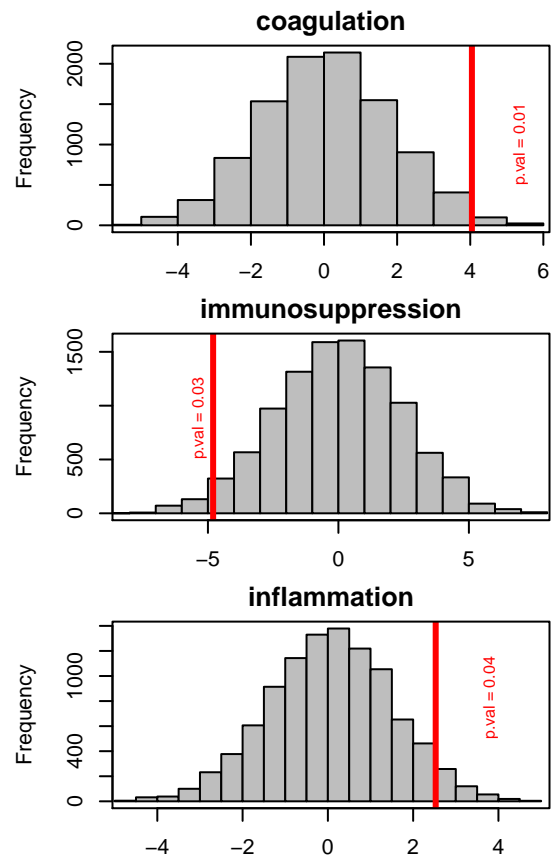 coagulation
Frequency
0
1000
2000
p.val = 0.01
−4 −2 0 2 4 6
immunosuppression
Frequency
0
500
1500
p.val = 0.03
−5 0 5
inflammation
Frequency
0
400
1000
p.val = 0.04
−4 −2 0 2 4